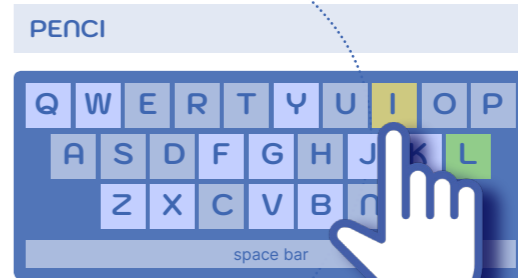 PENCI
Q W E R T Y U I O P
A S D F G H J K L
Z X C V B N
space bar